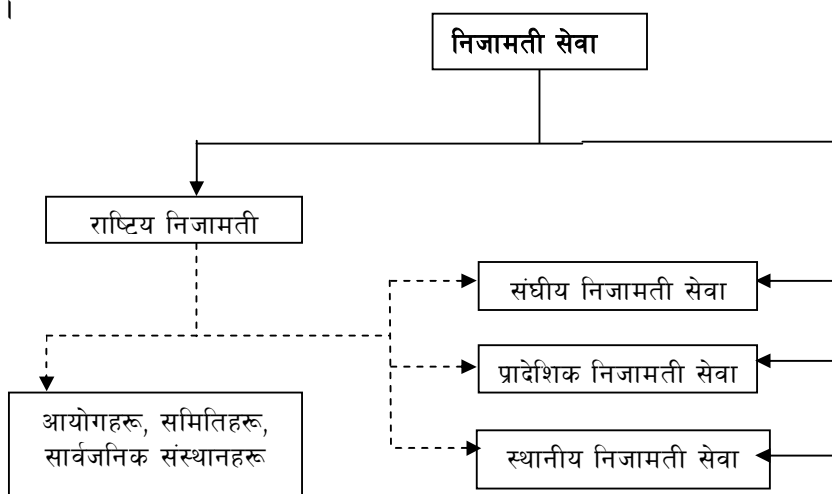 ।
निजामती सेवा
राष्टिय निजामती
संघीय निजामती सेवा
प्रादेशिक निजामती सेवा
आयोगहरू, समितिहरू,
सार्वजनिक संस्थानहरू
स्थानीय निजामती सेवा